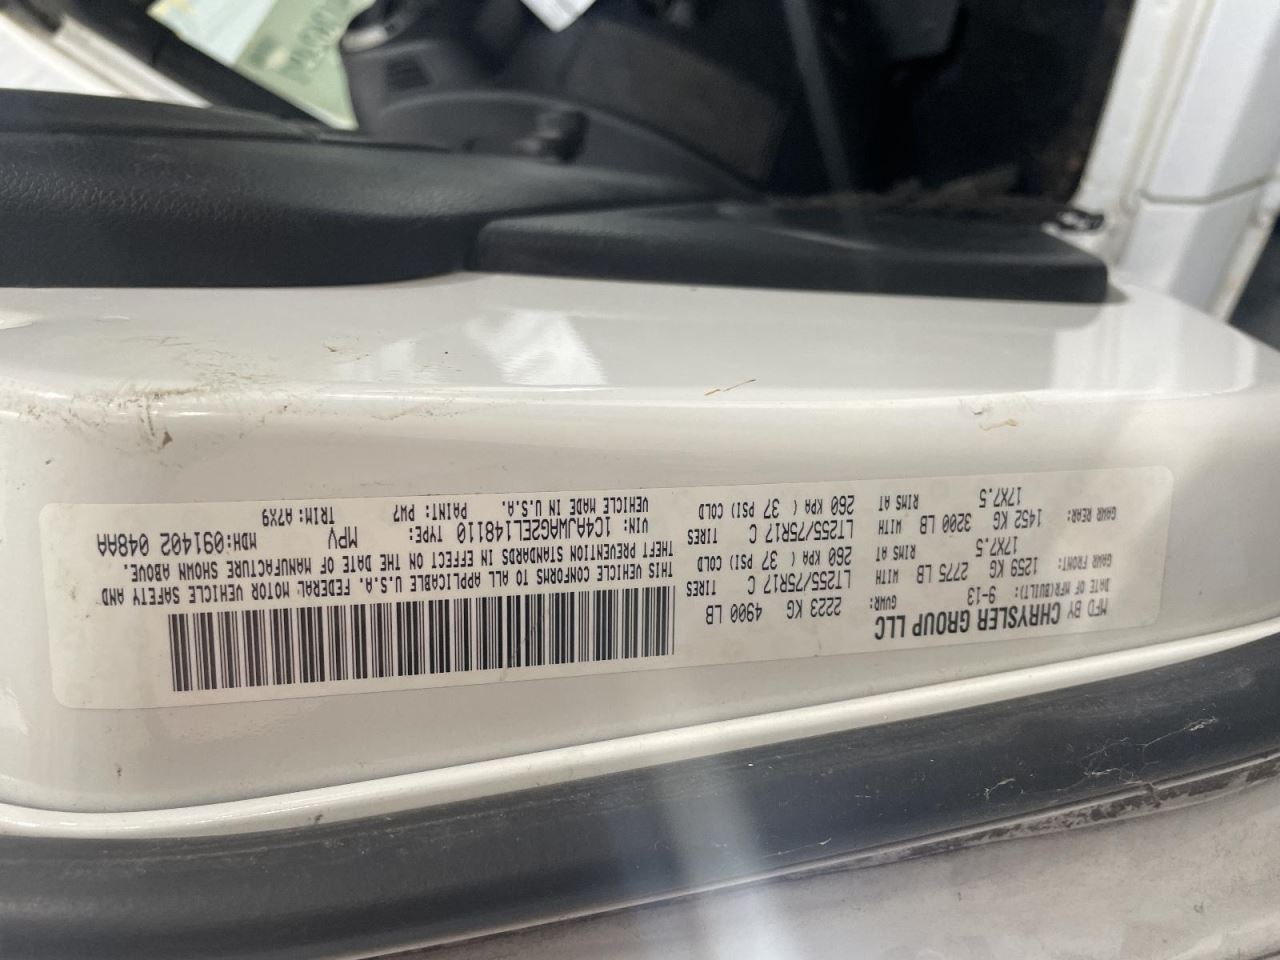 MFD BY CHRYSLER GROUP LLC
DATE OF MFR(BUILT): 9-13 GVWR: 2223 KG 4900 LB
GAWR FRONT: 1259 KG 2775 LB WITH LT255/75R17 C TIRES
17X7.5 RIMS AT 260 KPA ( 37 PSI) COLD
GAWR REAR: 1452 KG 3200 LB WITH LT255/75R17 C TIRES
17X7.5 RIMS AT 260 KPA ( 37 PSI) COLD
THIS VEHICLE CONFORMS TO ALL APPLICABLE U.S.A. FEDERAL MOTOR VEHICLE SAFETY AND
THEFT PREVENTION STANDARDS IN EFFECT ON THE DATE OF MANUFACTURE SHOWN ABOVE.
VIN: 1C4AJWAG2EL148110 TYPE: MPV MDH: 091402 048AA
VEHICLE MADE IN U.S.A. PAINT: PW7 TRIM: A7X9